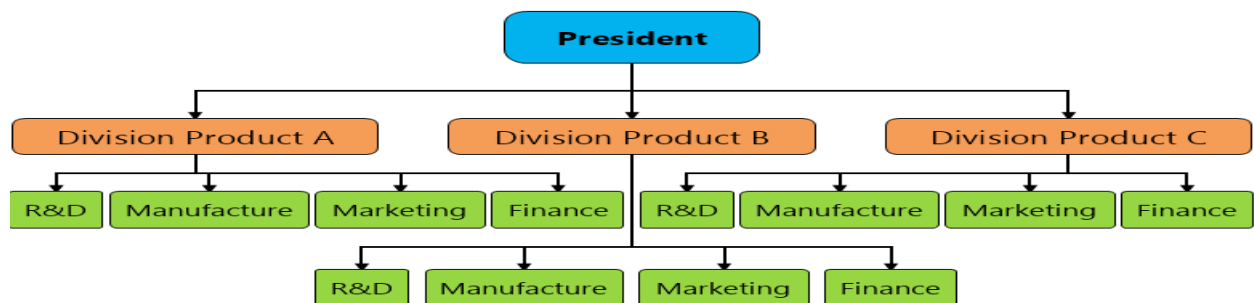 President
Division Product A
Division Product B
Division Product C
R&D
Manufacture
Marketing
Finance
R&D
Manufacture
Marketing
Finance
R&D
Manufacture
Marketing
Finance